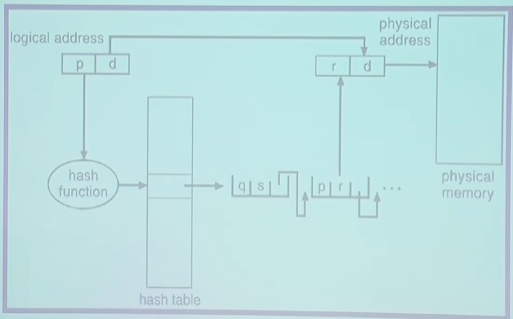 logical address
p d
hash
function
hash table
q s
p r
...
r d
physical
address
physical
memory